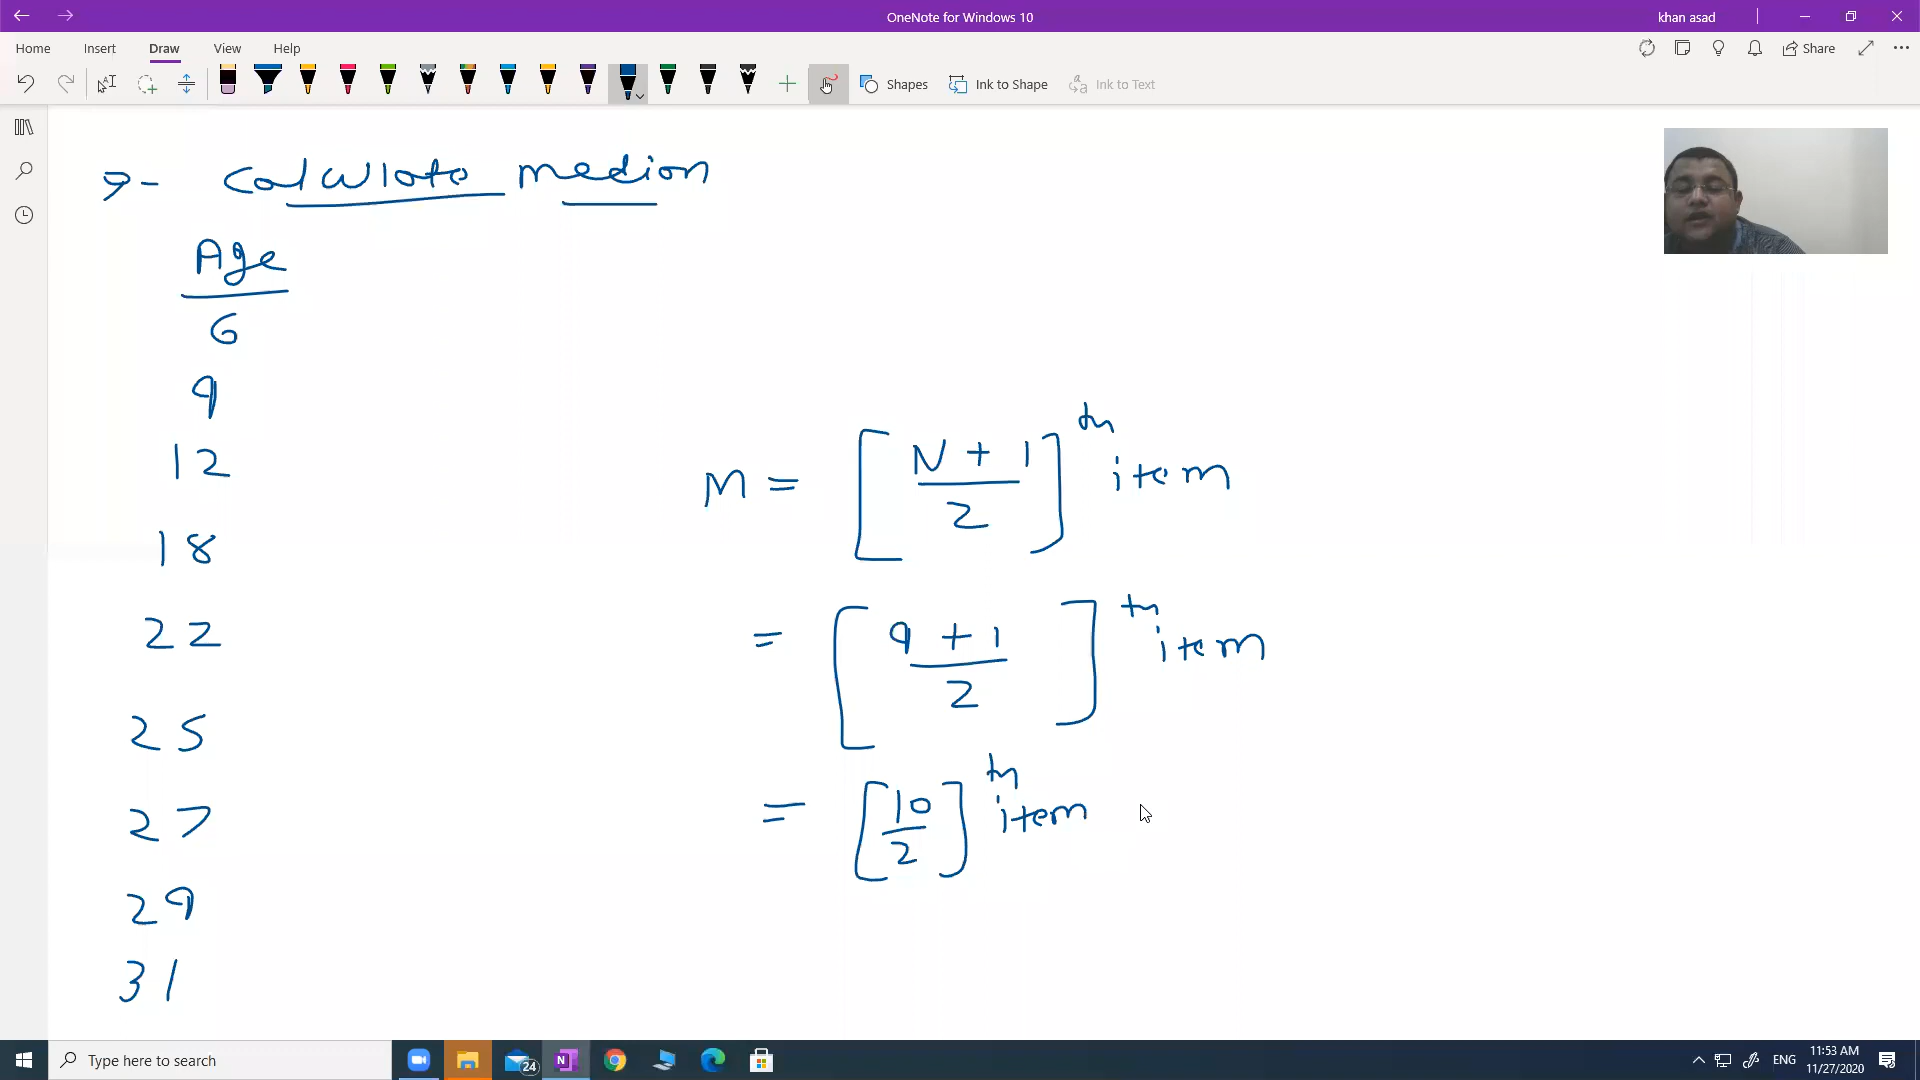 OneNote for Windows 10
khan asad
Home Insert Draw View Help
Share
Shapes Ink to Shape Ink to Text
Calculate median
Age
6
9
12
18
22
25
27
29
31
M = [N + 1 / 2] th item
= [9 + 1 / 2] th item
= [10 / 2] th item
Type here to search
24
ENG
11:53 AM
11/27/2020